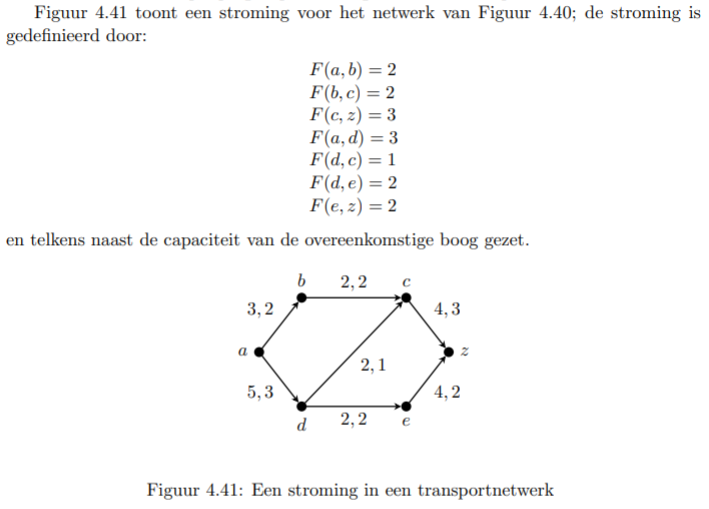 Figuur 4.41 toont een stroming voor het netwerk van Figuur 4.40; de stroming is
gedefinieerd door:
F(a, b) = 2
F(b, c) = 2
F(c, z) = 3
F(a, d) = 3
F(d, c) = 1
F(d, e) = 2
F(e, z) = 2
en telkens naast de capaciteit van de overeenkomstige boog gezet.
b 2, 2 c
3, 2 4, 3
a z
2, 1
5, 3 4, 2
d 2, 2 e
Figuur 4.41: Een stroming in een transportnetwerk